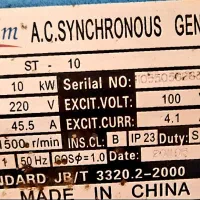 m A.C.SYNCHRONOUS GEN
ST - 10
10 kW Serial NO:
220 V EXCIT.VOLT: 100
45.5 A EXCIT.CURR: 4.1
1500r/min INS.CL: B IP 23 Duty: S
1 50 Hz COSφ=1.0 DATE:
NDARD JB/T 3320.2-2000
MADE IN CHINA